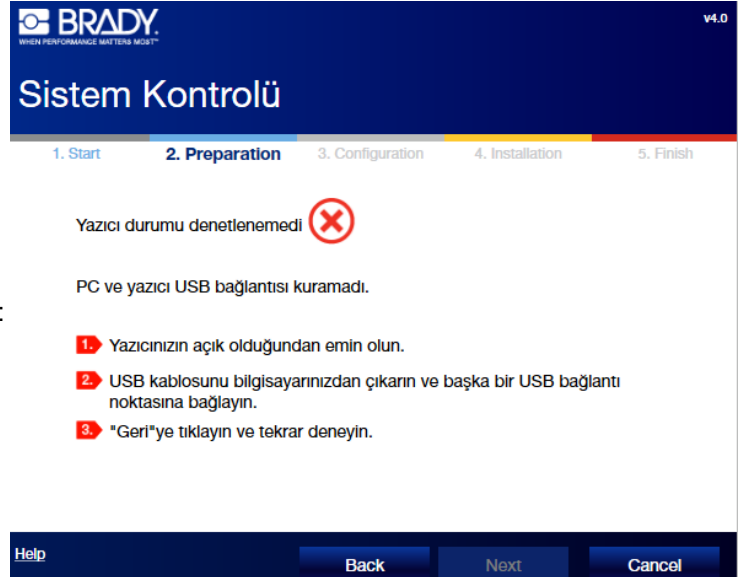 BRADY.
WHEN PERFORMANCE MATTERS MOST™
v4.0
Sistem Kontrolü
1. Start 2. Preparation 3. Configuration 4. Installation 5. Finish
Yazıcı durumu denetlenemedi
PC ve yazıcı USB bağlantısı kuramadı.
:
1. Yazıcınızın açık olduğundan emin olun.
2. USB kablosunu bilgisayarınızdan çıkarın ve başka bir USB bağlantı
noktasına bağlayın.
3. "Geri"ye tıklayın ve tekrar deneyin.
Help Back Next Cancel